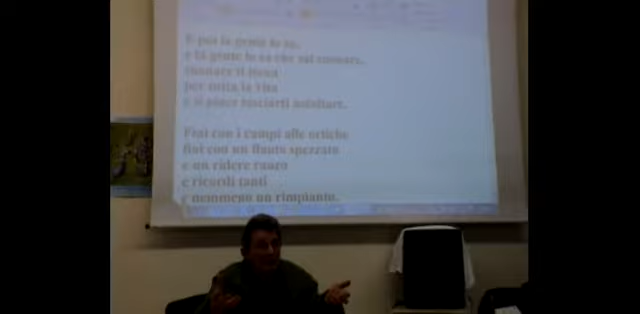 E poi la gente lo sa,
e la gente lo sa che sai suonare,
suonare ti tocca
per tutta la vita
e ti piace lasciarti ascoltare.
Finì con i campi alle ortiche
finì con un flauto spezzato
e un ridere rauco
e ricordi tanti
e nemmeno un rimpianto.